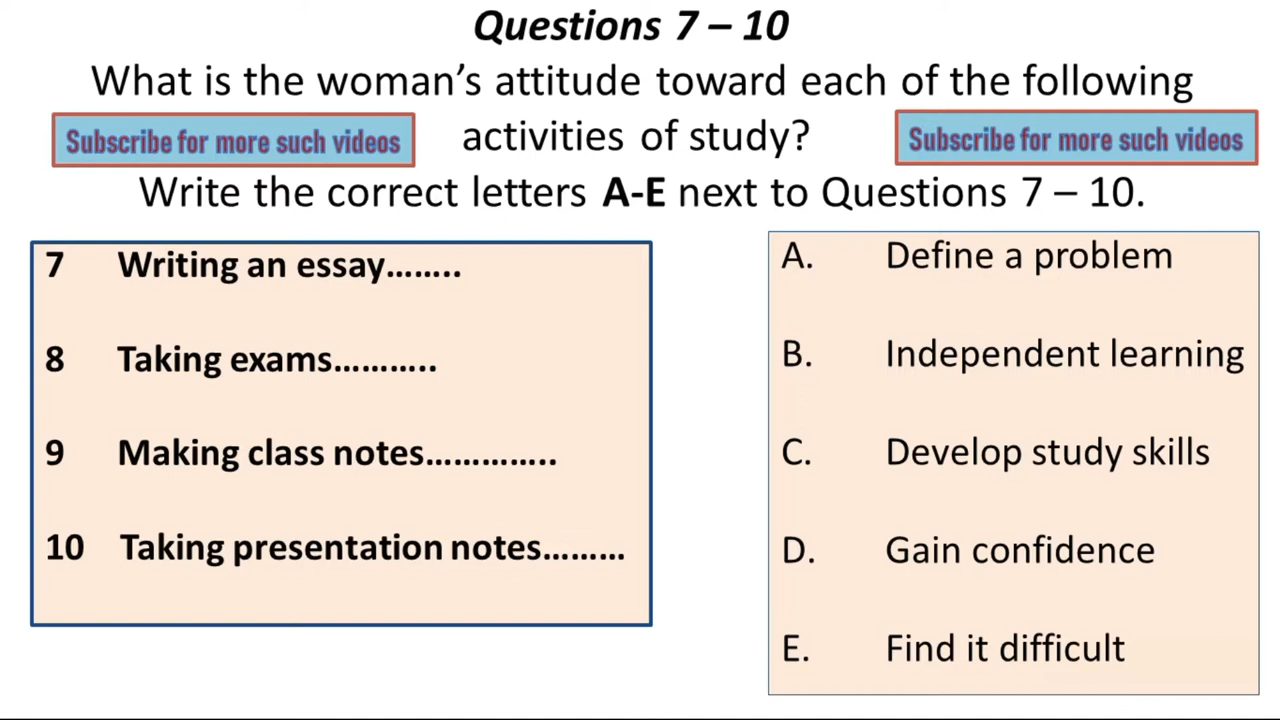 Questions 7 – 10
What is the woman's attitude toward each of the following
Subscribe for more such videos
activities of study?
Subscribe for more such videos
Write the correct letters A-E next to Questions 7 – 10.
7 Writing an essay……..
8 Taking exams………..
9 Making class notes…………..
10 Taking presentation notes………
A. Define a problem
B. Independent learning
C. Develop study skills
D. Gain confidence
E. Find it difficult